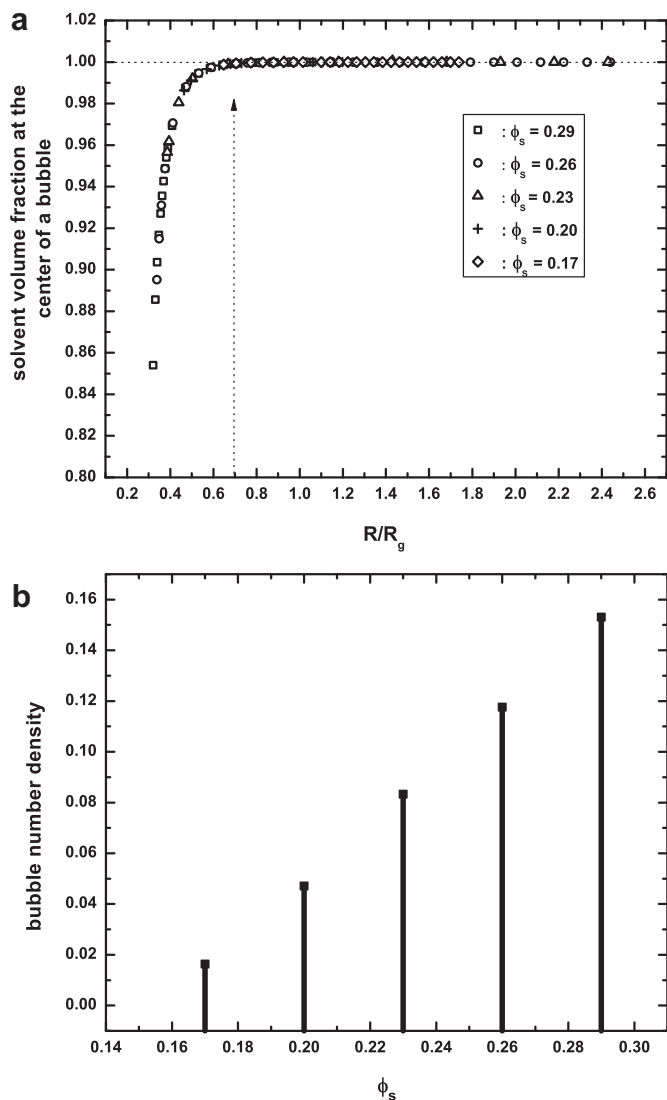 a
solvent volume fraction at the
center of a bubble
1.00
0.98
0.96
0.94
0.92
0.90
0.88
0.86
0.84
0.82
0.80
: ϕs = 0.29
: ϕs = 0.26
: ϕs = 0.23
: ϕs = 0.20
: ϕs = 0.17
0.2 0.4 0.6 0.8 1.0 1.2 1.4 1.6 1.8 2.0 2.2 2.4 2.6
R/Rg
b
bubble number density
0.16
0.14
0.12
0.10
0.08
0.06
0.04
0.02
0.00
0.14 0.16 0.18 0.20 0.22 0.24 0.26 0.28 0.30
ϕs